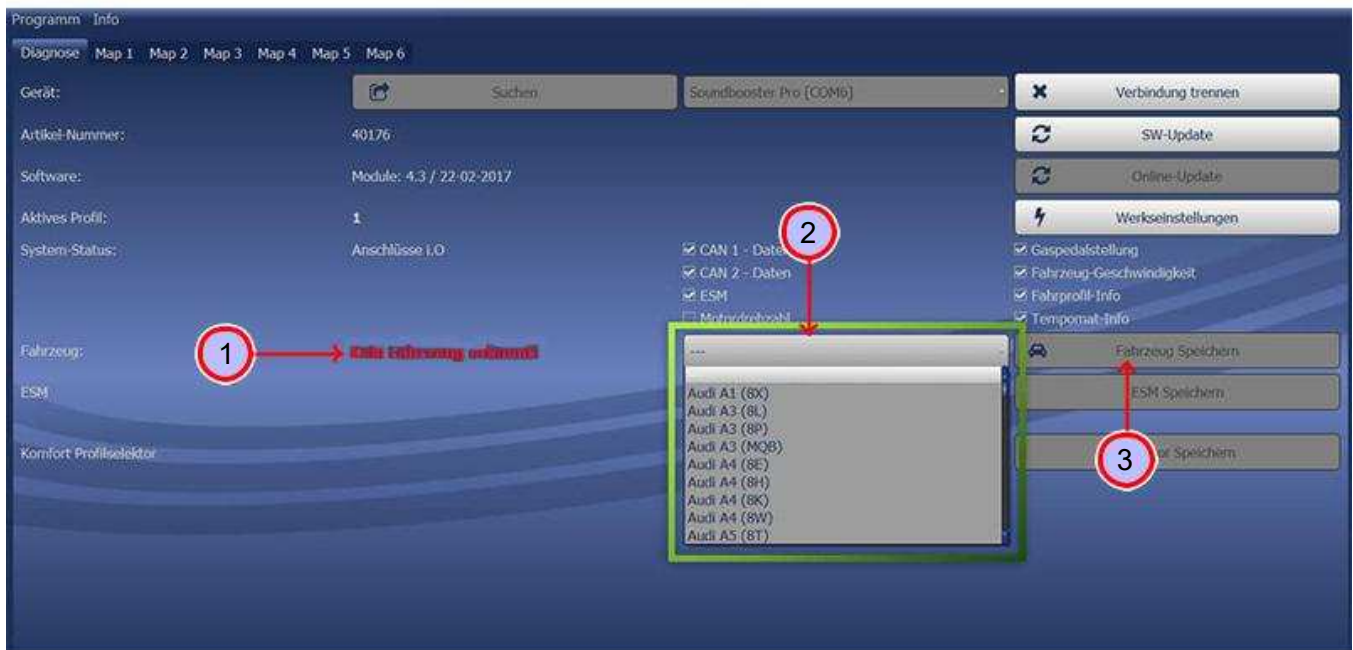 Programm Info
Diagnose Map 1 Map 2 Map 3 Map 4 Map 5 Map 6
Gerät: Suchen Soundbooster Pro [COM6] Verbindung trennen
Artikel-Nummer: 40176 SW-Update
Software: Module: 4.3 / 22-02-2017 Online-Update
Aktives Profil: 1 Werkseinstellungen
2
System-Status: Anschlüsse i.O CAN 1 - Daten Gaspedalstellung
CAN 2 - Daten Fahrzeug-Geschwindigkeit
ESM Fahrprofil-Info
Motordrehzahl Tempomat-Info
Fahrzeug: 1 --- Fahrzeug Speichern
ESM ESM Speichern
Audi A1 (8X)
Audi A3 (8L)
Audi A3 (8P)
Audi A3 (MQB)
Komfort Profilselektor 3 Speichern
Audi A4 (8E)
Audi A4 (8H)
Audi A4 (8K)
Audi A4 (8W)
Audi A5 (8T)